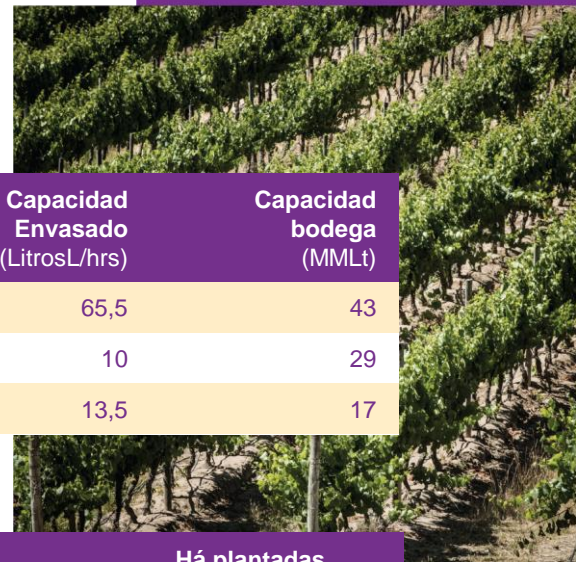 Capacidad Capacidad
Envasado bodega
(LitrosL/hrs) (MMLt)
65,5 43
10 29
13,5 17
Há plantadas